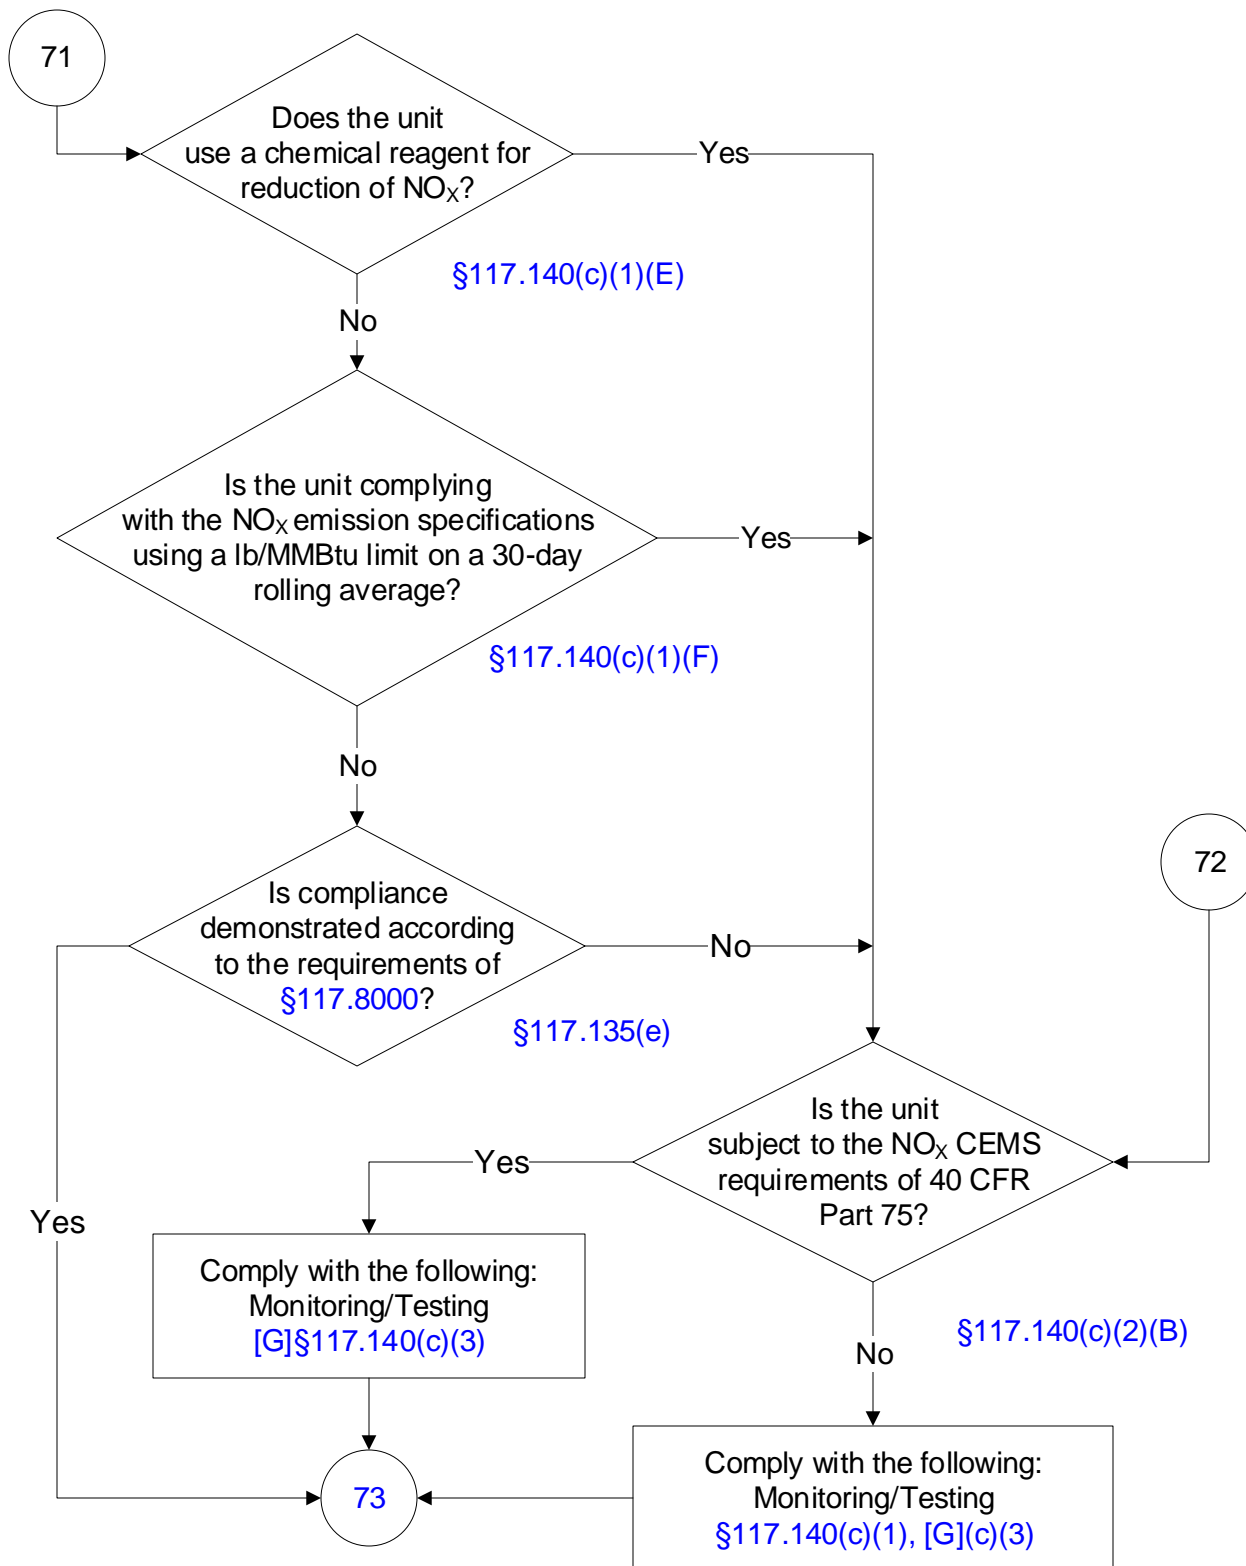 71
Does the unit
use a chemical reagent for
reduction of NOX?
Yes
§117.140(c)(1)(E)
No
Is the unit complying
with the NOX emission specifications
using a lb/MMBtu limit on a 30-day
rolling average?
Yes
§117.140(c)(1)(F)
No
72
Is compliance
demonstrated according
to the requirements of
§117.8000?
No
§117.135(e)
Is the unit
subject to the NOX CEMS
requirements of 40 CFR
Part 75?
Yes
Yes
Comply with the following:
Monitoring/Testing
[G]§117.140(c)(3)
§117.140(c)(2)(B)
No
73
Comply with the following:
Monitoring/Testing
§117.140(c)(1), [G](c)(3)